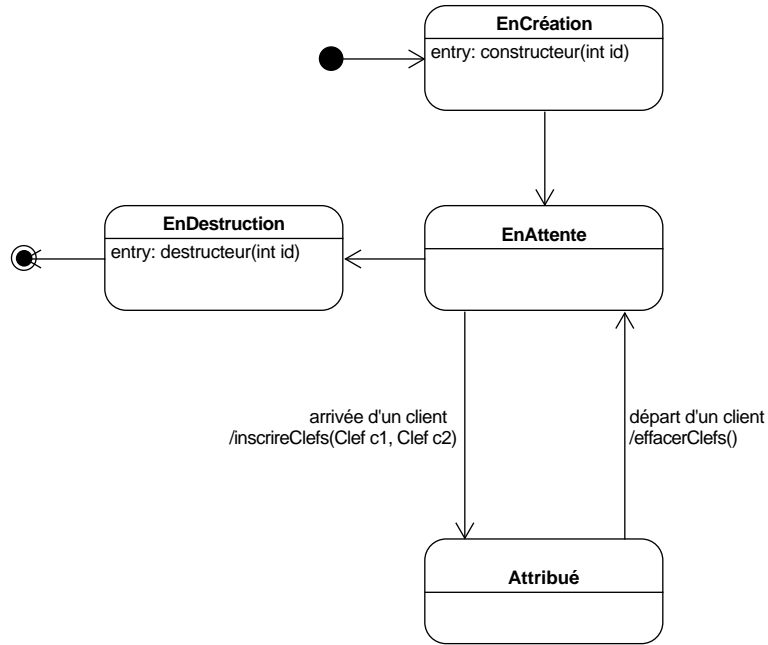 EnCréation
entry: constructeur(int id)
EnDestruction
entry: destructeur(int id)
EnAttente
arrivée d'un client
/inscrireClefs(Clef c1, Clef c2)
départ d'un client
/effacerClefs()
Attribué